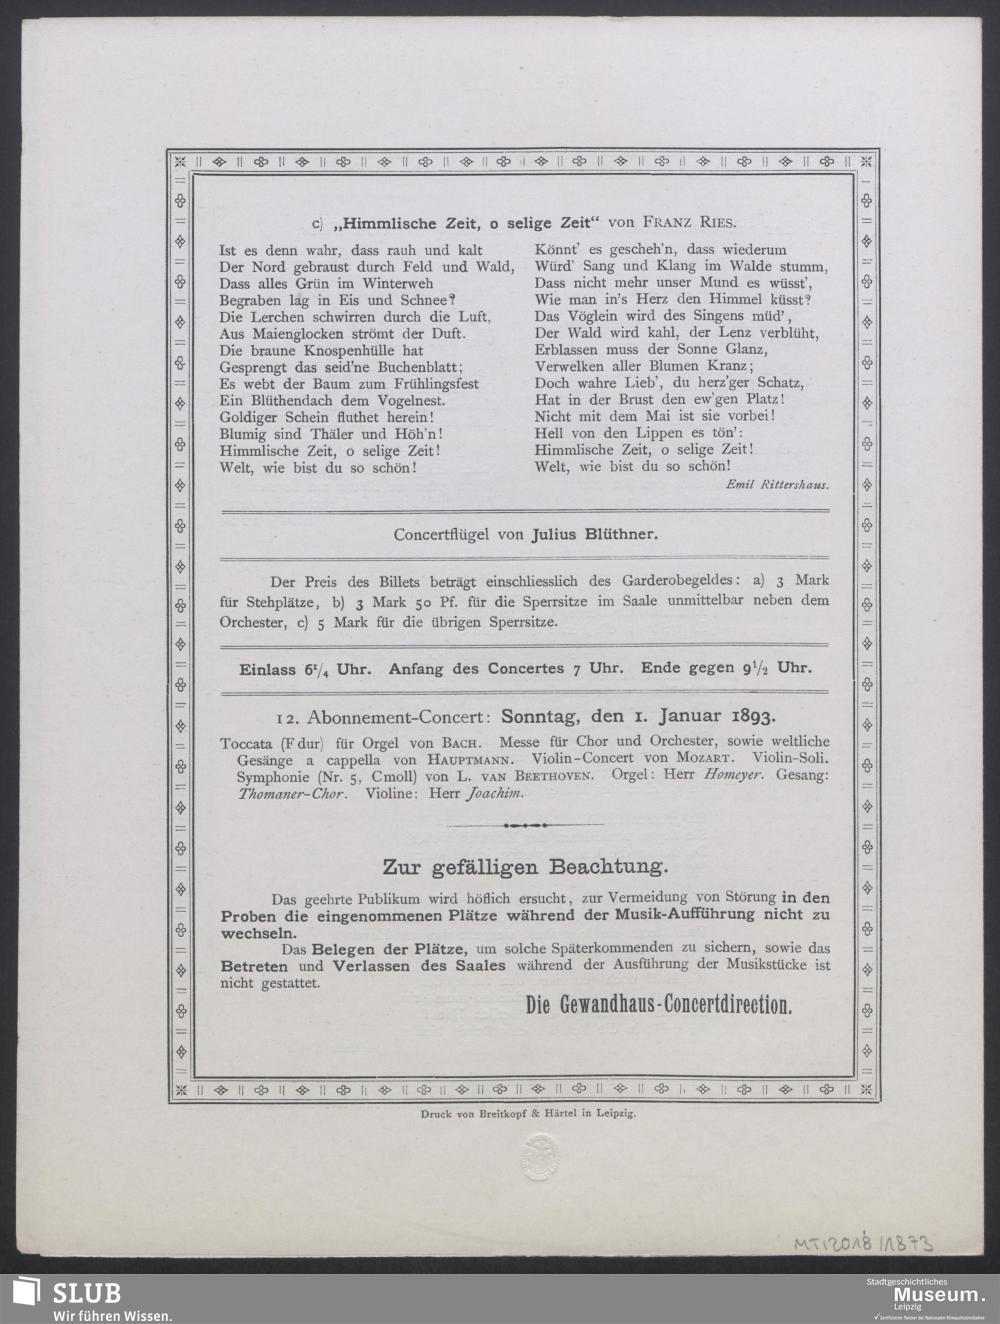 c) „Himmlische Zeit, o selige Zeit“ von Franz Ries.
Ist es denn wahr, dass rauh und kalt
Der Nord gebraust durch Feld und Wald,
Dass alles Grün im Winterweh
Begraben lag in Eis und Schnee?
Die Lerchen schwirren durch die Luft,
Aus Maienglocken strömt der Duft.
Die braune Knospenhülle hat
Gesprengt das seid'ne Buchenblatt;
Es webt der Baum zum Frühlingsfest
Ein Blüthendach dem Vogelnest.
Goldiger Schein fluthet herein!
Blumig sind Thäler und Höh'n!
Himmlische Zeit, o selige Zeit!
Welt, wie bist du so schön!
Könnt' es gescheh'n, dass wiederum
Würd' Sang und Klang im Walde stumm,
Dass nicht mehr unser Mund es wüsst',
Wie man in's Herz den Himmel küsst?
Das Vöglein wird des Singens müd',
Der Wald wird kahl, der Lenz verblüht,
Erblassen muss der Sonne Glanz,
Verwelken aller Blumen Kranz;
Doch wahre Lieb', du herz'ger Schatz,
Hat in der Brust den ew'gen Platz!
Nicht mit dem Mai ist sie vorbei!
Hell von den Lippen es tön':
Himmlische Zeit, o selige Zeit!
Welt, wie bist du so schön!
Emil Rittershaus.
Concertflügel von Julius Blüthner.
Der Preis des Billets beträgt einschliesslich des Garderobegeldes: a) 3 Mark
für Stehplätze, b) 3 Mark 50 Pf. für die Sperrsitze im Saale unmittelbar neben dem
Orchester, c) 5 Mark für die übrigen Sperrsitze.
Einlass 6 1/4 Uhr. Anfang des Concertes 7 Uhr. Ende gegen 9 1/2 Uhr.
12. Abonnement-Concert: Sonntag, den 1. Januar 1893.
Toccata (F dur) für Orgel von Bach. Messe für Chor und Orchester, sowie weltliche
Gesänge a cappella von Hauptmann. Violin-Concert von Mozart. Violin-Soli.
Symphonie (Nr. 5, Cmoll) von L. van Beethoven. Orgel: Herr Homeyer. Gesang:
Thomaner-Chor. Violine: Herr Joachim.
Zur gefälligen Beachtung.
Das geehrte Publikum wird höflich ersucht, zur Vermeidung von Störung in den
Proben die eingenommenen Plätze während der Musik-Aufführung nicht zu
wechseln.
Das Belegen der Plätze, um solche Späterkommenden zu sichern, sowie das
Betreten und Verlassen des Saales während der Ausführung der Musikstücke ist
nicht gestattet.
Die Gewandhaus-Concertdirection.
Druck von Breitkopf & Härtel in Leipzig.
MT/2018/1873
SLUB
Wir führen Wissen.
Stadtgeschichtliches
Museum.
Leipzig
Zertifizierter Partner der Nationalen Klimaschutzinitiative